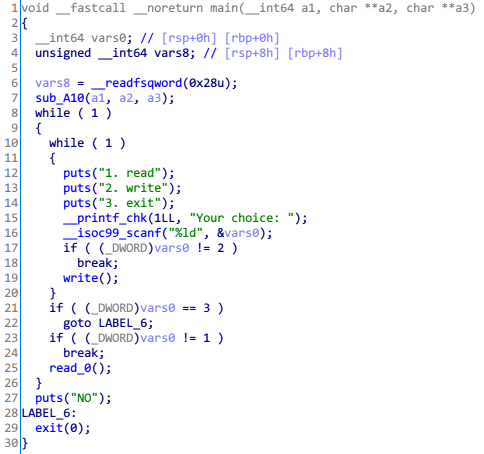 1 void __fastcall __noreturn main(__int64 a1, char **a2, char **a3)
2 {
3   __int64 vars0; // [rsp+0h] [rbp+0h]
4   unsigned __int64 vars8; // [rsp+8h] [rbp+8h]
5
6   vars8 = __readfsqword(0x28u);
7   sub_A10(a1, a2, a3);
8   while ( 1 )
9   {
10     while ( 1 )
11     {
12       puts("1. read");
13       puts("2. write");
14       puts("3. exit");
15       __printf_chk(1LL, "Your choice: ");
16       __isoc99_scanf("%ld", &vars0);
17       if ( (_DWORD)vars0 != 2 )
18         break;
19       write();
20     }
21     if ( (_DWORD)vars0 == 3 )
22       goto LABEL_6;
23     if ( (_DWORD)vars0 != 1 )
24       break;
25     read_0();
26   }
27   puts("NO");
28 LABEL_6:
29   exit(0);
30 }